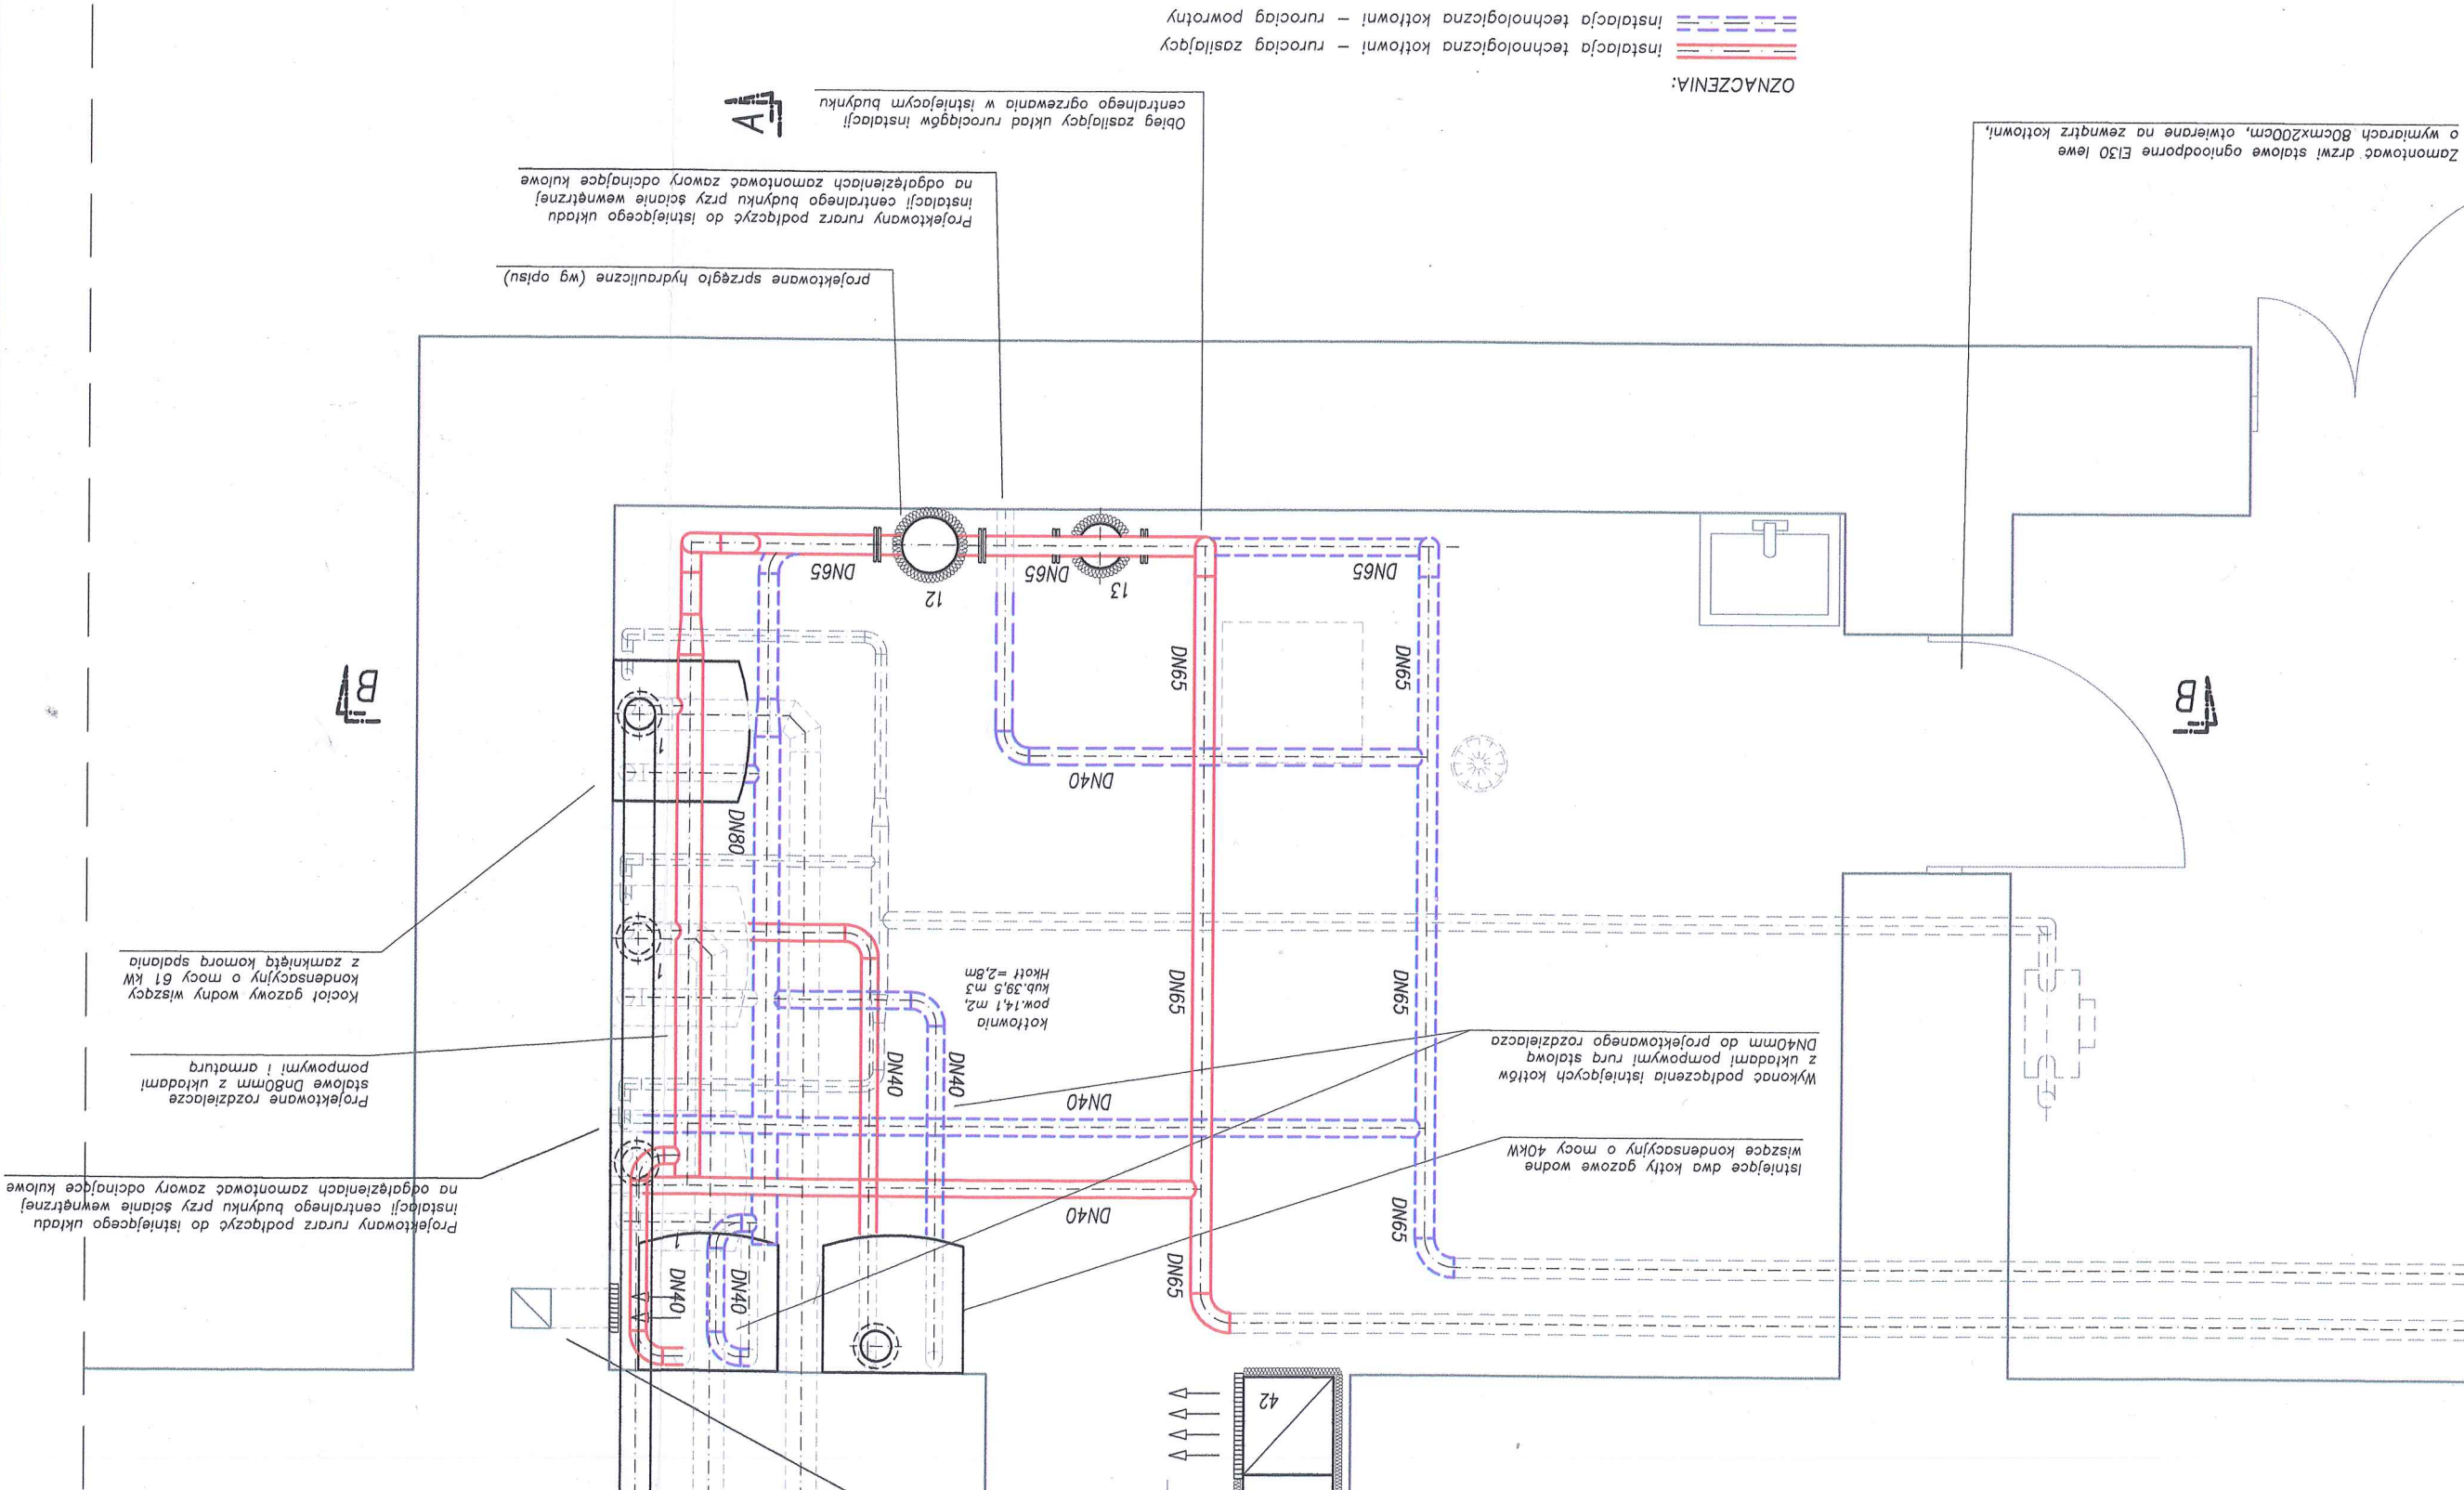 42
Istniejące dwa kotły gazowe wodne
wiszące kondensacyjny o mocy 40kW
Wykonać podłączenia istniejących kotłów
z układami pompowymi rurą stalową
DN40mm do projektowanego rozdzielacza
DN65
DN65
DN40
DN40
DN40
DN40
1
Projektowany rurarz podłączyć do istniejącego układu
instalacji centralnego budynku przy ścianie wewnętrznej
na odgałęzieniach zamontować zawory odcinające kulowe
DN40
DN40
Projektowane rozdzielacze
stalowe Dn80mm z układami
pompowymi i armaturą
kotłownia
pow.14,1 m2,
kub.39,5 m3
Hkotł =2,8m
DN65
DN65
1
Kocioł gazowy wodny wiszący
kondensacyjny o mocy 61 kW
z zamkniętą komorą spalania
DN80
DN40
1
B
B
DN65
DN65
DN65
13
DN65
12
DN65
projektowane sprzęgło hydrauliczne (wg opisu)
Projektowany rurarz podłączyć do istniejącego układu
instalacji centralnego budynku przy ścianie wewnętrznej
na odgałęzieniach zamontować zawory odcinające kulowe
Zamontować drzwi stalowe ognioodporne EI30 lewe
o wymiarach 80cmx200cm, otwierane na zewnątrz kotłowni,
Obieg zasilający układ rurociągów instalacji
centralnego ogrzewania w istniejącym budynku
A
OZNACZENIA:
instalacja technologiczna kotłowni – rurociąg zasilający
instalacja technologiczna kotłowni – rurociąg powrotny